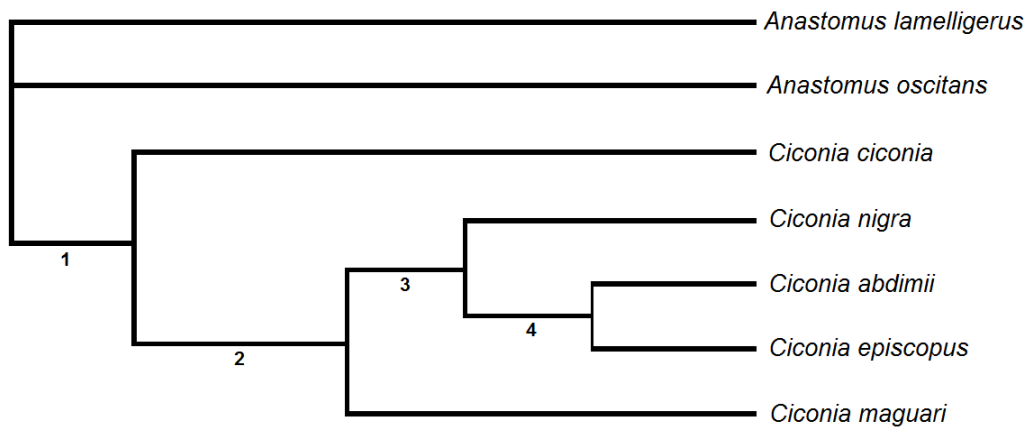 Anastomus lamelligerus
Anastomus oscitans
Ciconia ciconia
Ciconia nigra
1
3
Ciconia abdimii
4
Ciconia episcopus
2
Ciconia maguari